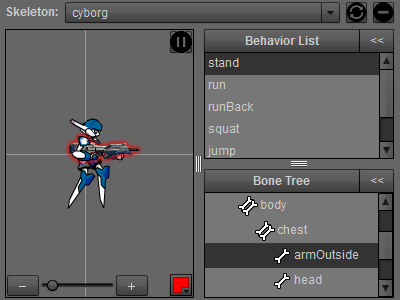 Skeleton: cyborg
Behavior List <<
stand
run
runBack
squat
jump
Bone Tree <<
body
chest
armOutside
head